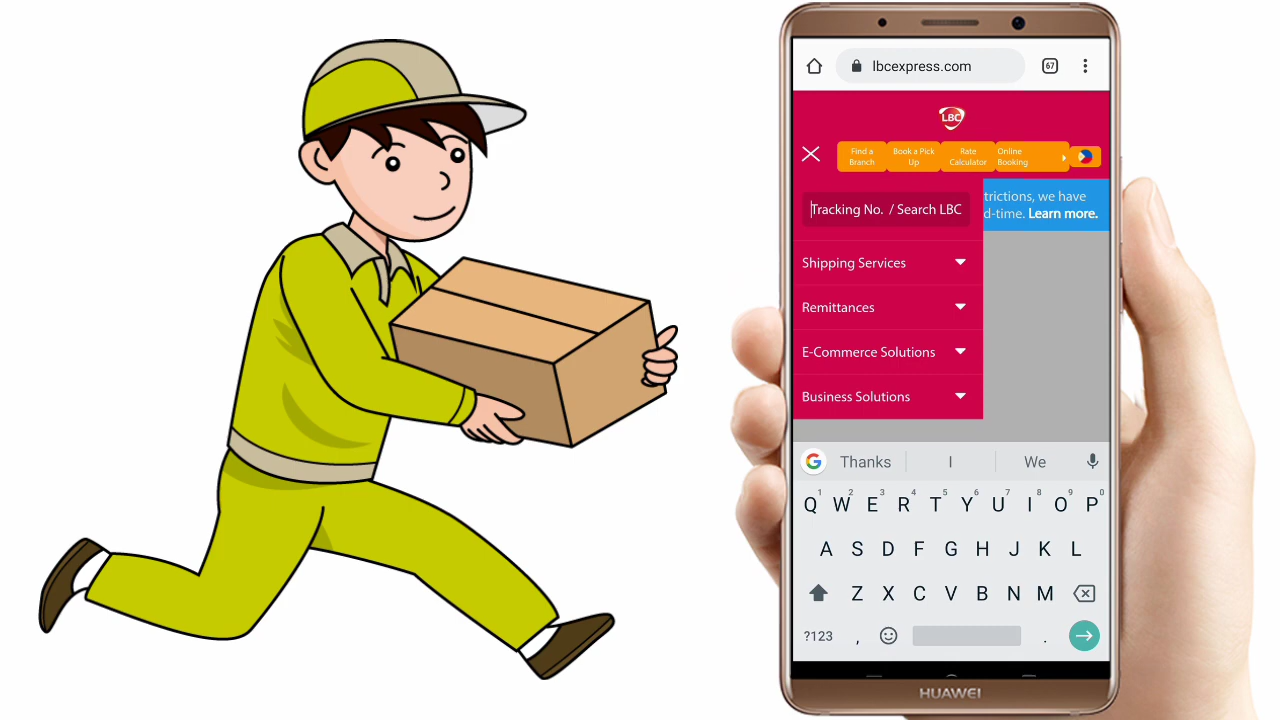 lbcexpress.com
67
LBC
Find a
Branch
Book a Pick
Up
Rate
Calculator
Online
Booking
Tracking No. / Search LBC
trictions, we have
d-time. Learn more.
Shipping Services
Remittances
E-Commerce Solutions
Business Solutions
G Thanks I We
1 2 3 4 5 6 7 8 9 0
Q W E R T Y U I O P
A S D F G H J K L
Z X C V B N M
?123 , .
HUAWEI